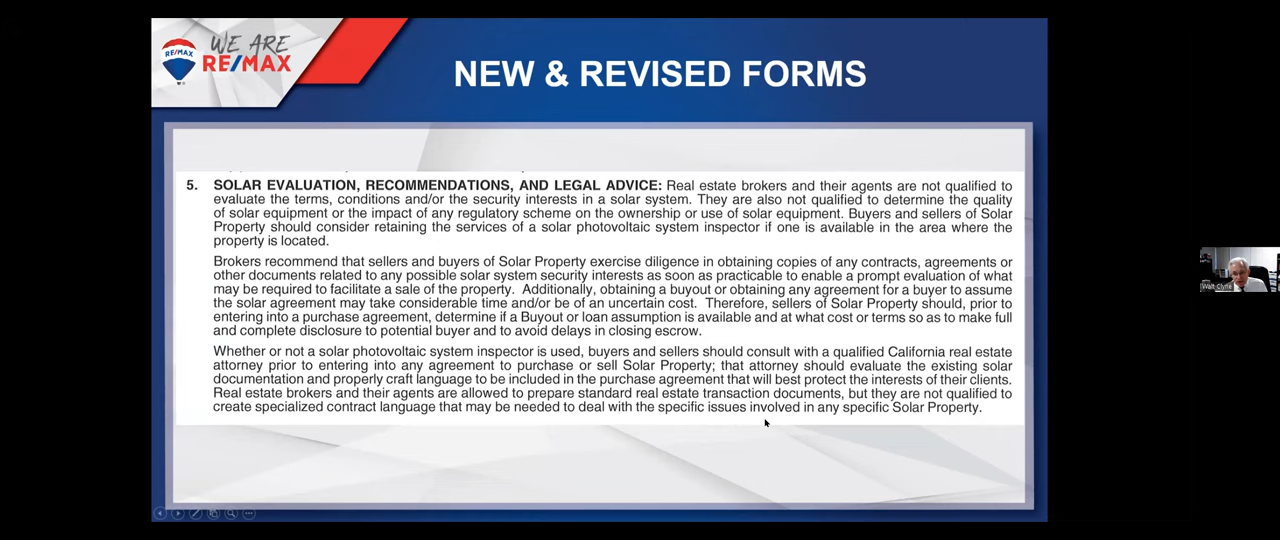 WE ARE
RE/MAX
RE/MAX
NEW & REVISED FORMS
5. SOLAR EVALUATION, RECOMMENDATIONS, AND LEGAL ADVICE: Real estate brokers and their agents are not qualified to
evaluate the terms, conditions and/or the security interests in a solar system. They are also not qualified to determine the quality
of solar equipment or the impact of any regulatory scheme on the ownership or use of solar equipment. Buyers and sellers of Solar
Property should consider retaining the services of a solar photovoltaic system inspector if one is available in the area where the
property is located.
Brokers recommend that sellers and buyers of Solar Property exercise diligence in obtaining copies of any contracts, agreements or
other documents related to any possible solar system security interests as soon as practicable to enable a prompt evaluation of what
may be required to facilitate a sale of the property. Additionally, obtaining a buyout or obtaining any agreement for a buyer to assume
the solar agreement may take considerable time and/or be of an uncertain cost. Therefore, sellers of Solar Property should, prior to
entering into a purchase agreement, determine if a Buyout or loan assumption is available and at what cost or terms so as to make full
and complete disclosure to potential buyer and to avoid delays in closing escrow.
Whether or not a solar photovoltaic system inspector is used, buyers and sellers should consult with a qualified California real estate
attorney prior to entering into any agreement to purchase or sell Solar Property; that attorney should evaluate the existing solar
documentation and properly craft language to be included in the purchase agreement that will best protect the interests of their clients.
Real estate brokers and their agents are allowed to prepare standard real estate transaction documents, but they are not qualified to
create specialized contract language that may be needed to deal with the specific issues involved in any specific Solar Property.
Walt Clyne